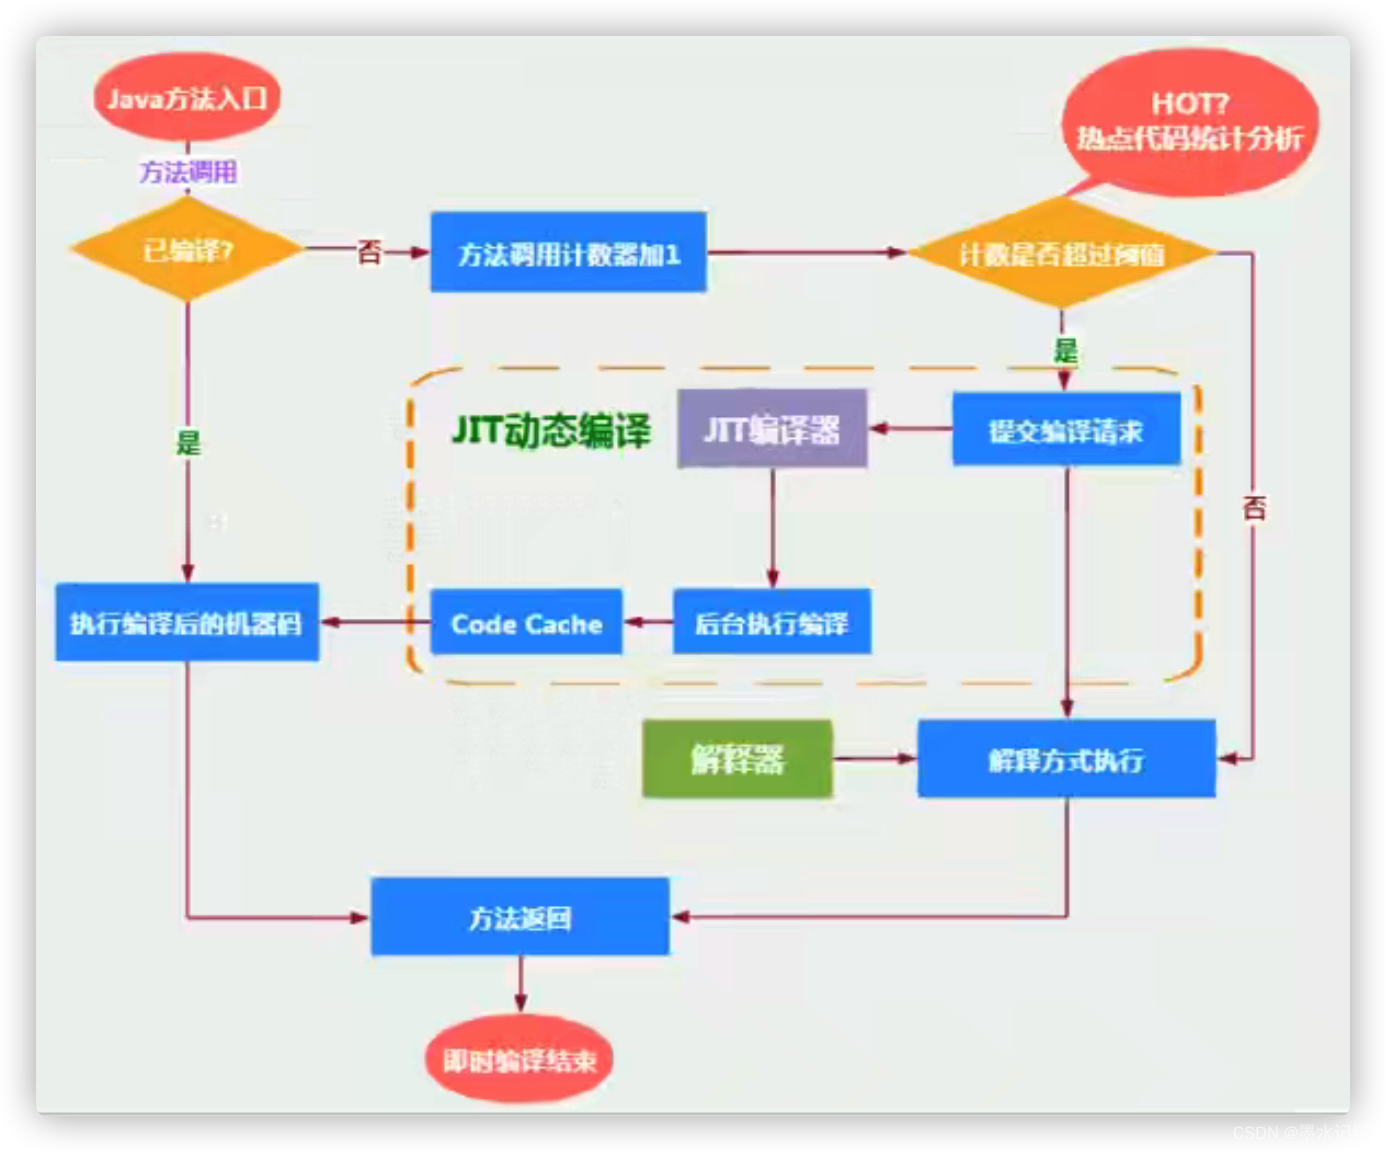 Java方法入口
HOT?
热点代码统计分析
方法调用
已编译?
否
方法调用计数器加1
计数是否超过阈值
是
JIT动态编译
JIT编译器
提交编译请求
是
否
执行编译后的机器码
Code Cache
后台执行编译
解释器
解释方式执行
方法返回
即时编译结束
CSDN @墨水记